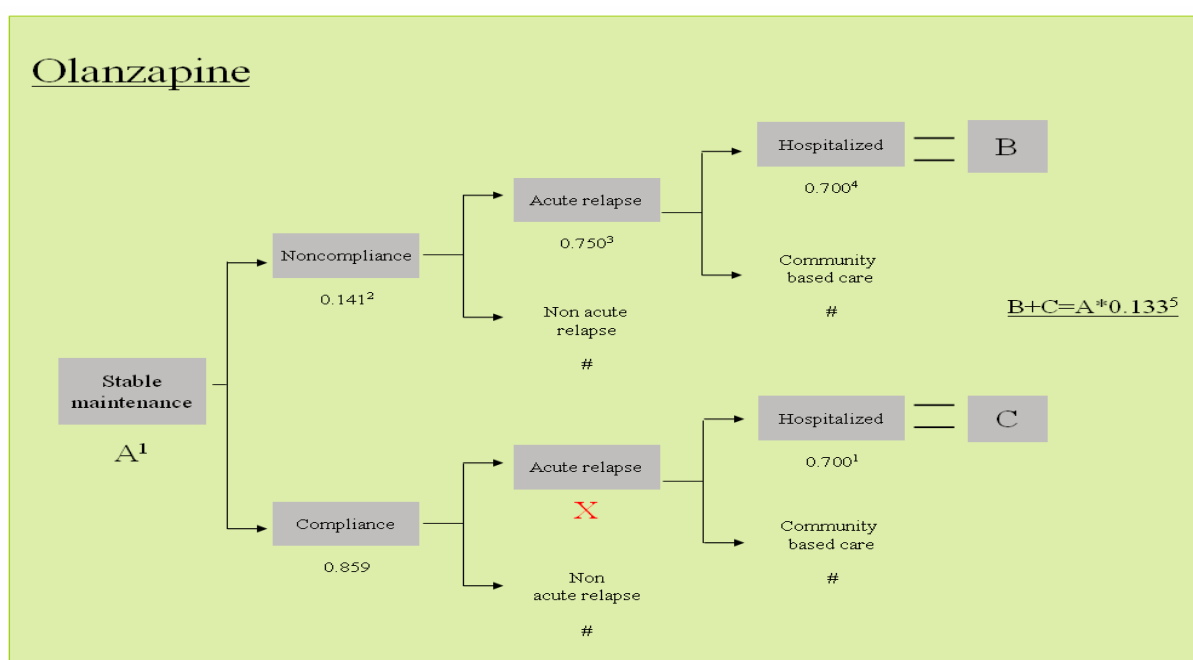 Olanzapine
Hospitalized
B
0.700⁴
Acute relapse
0.750³
Noncompliance
0.141²
Community
based care
#
Non acute
relapse
#
B+C=A*0.133⁵
Stable
maintenance
A¹
Hospitalized
C
0.700¹
Acute relapse
X
Compliance
0.859
Community
based care
#
Non
acute relapse
#